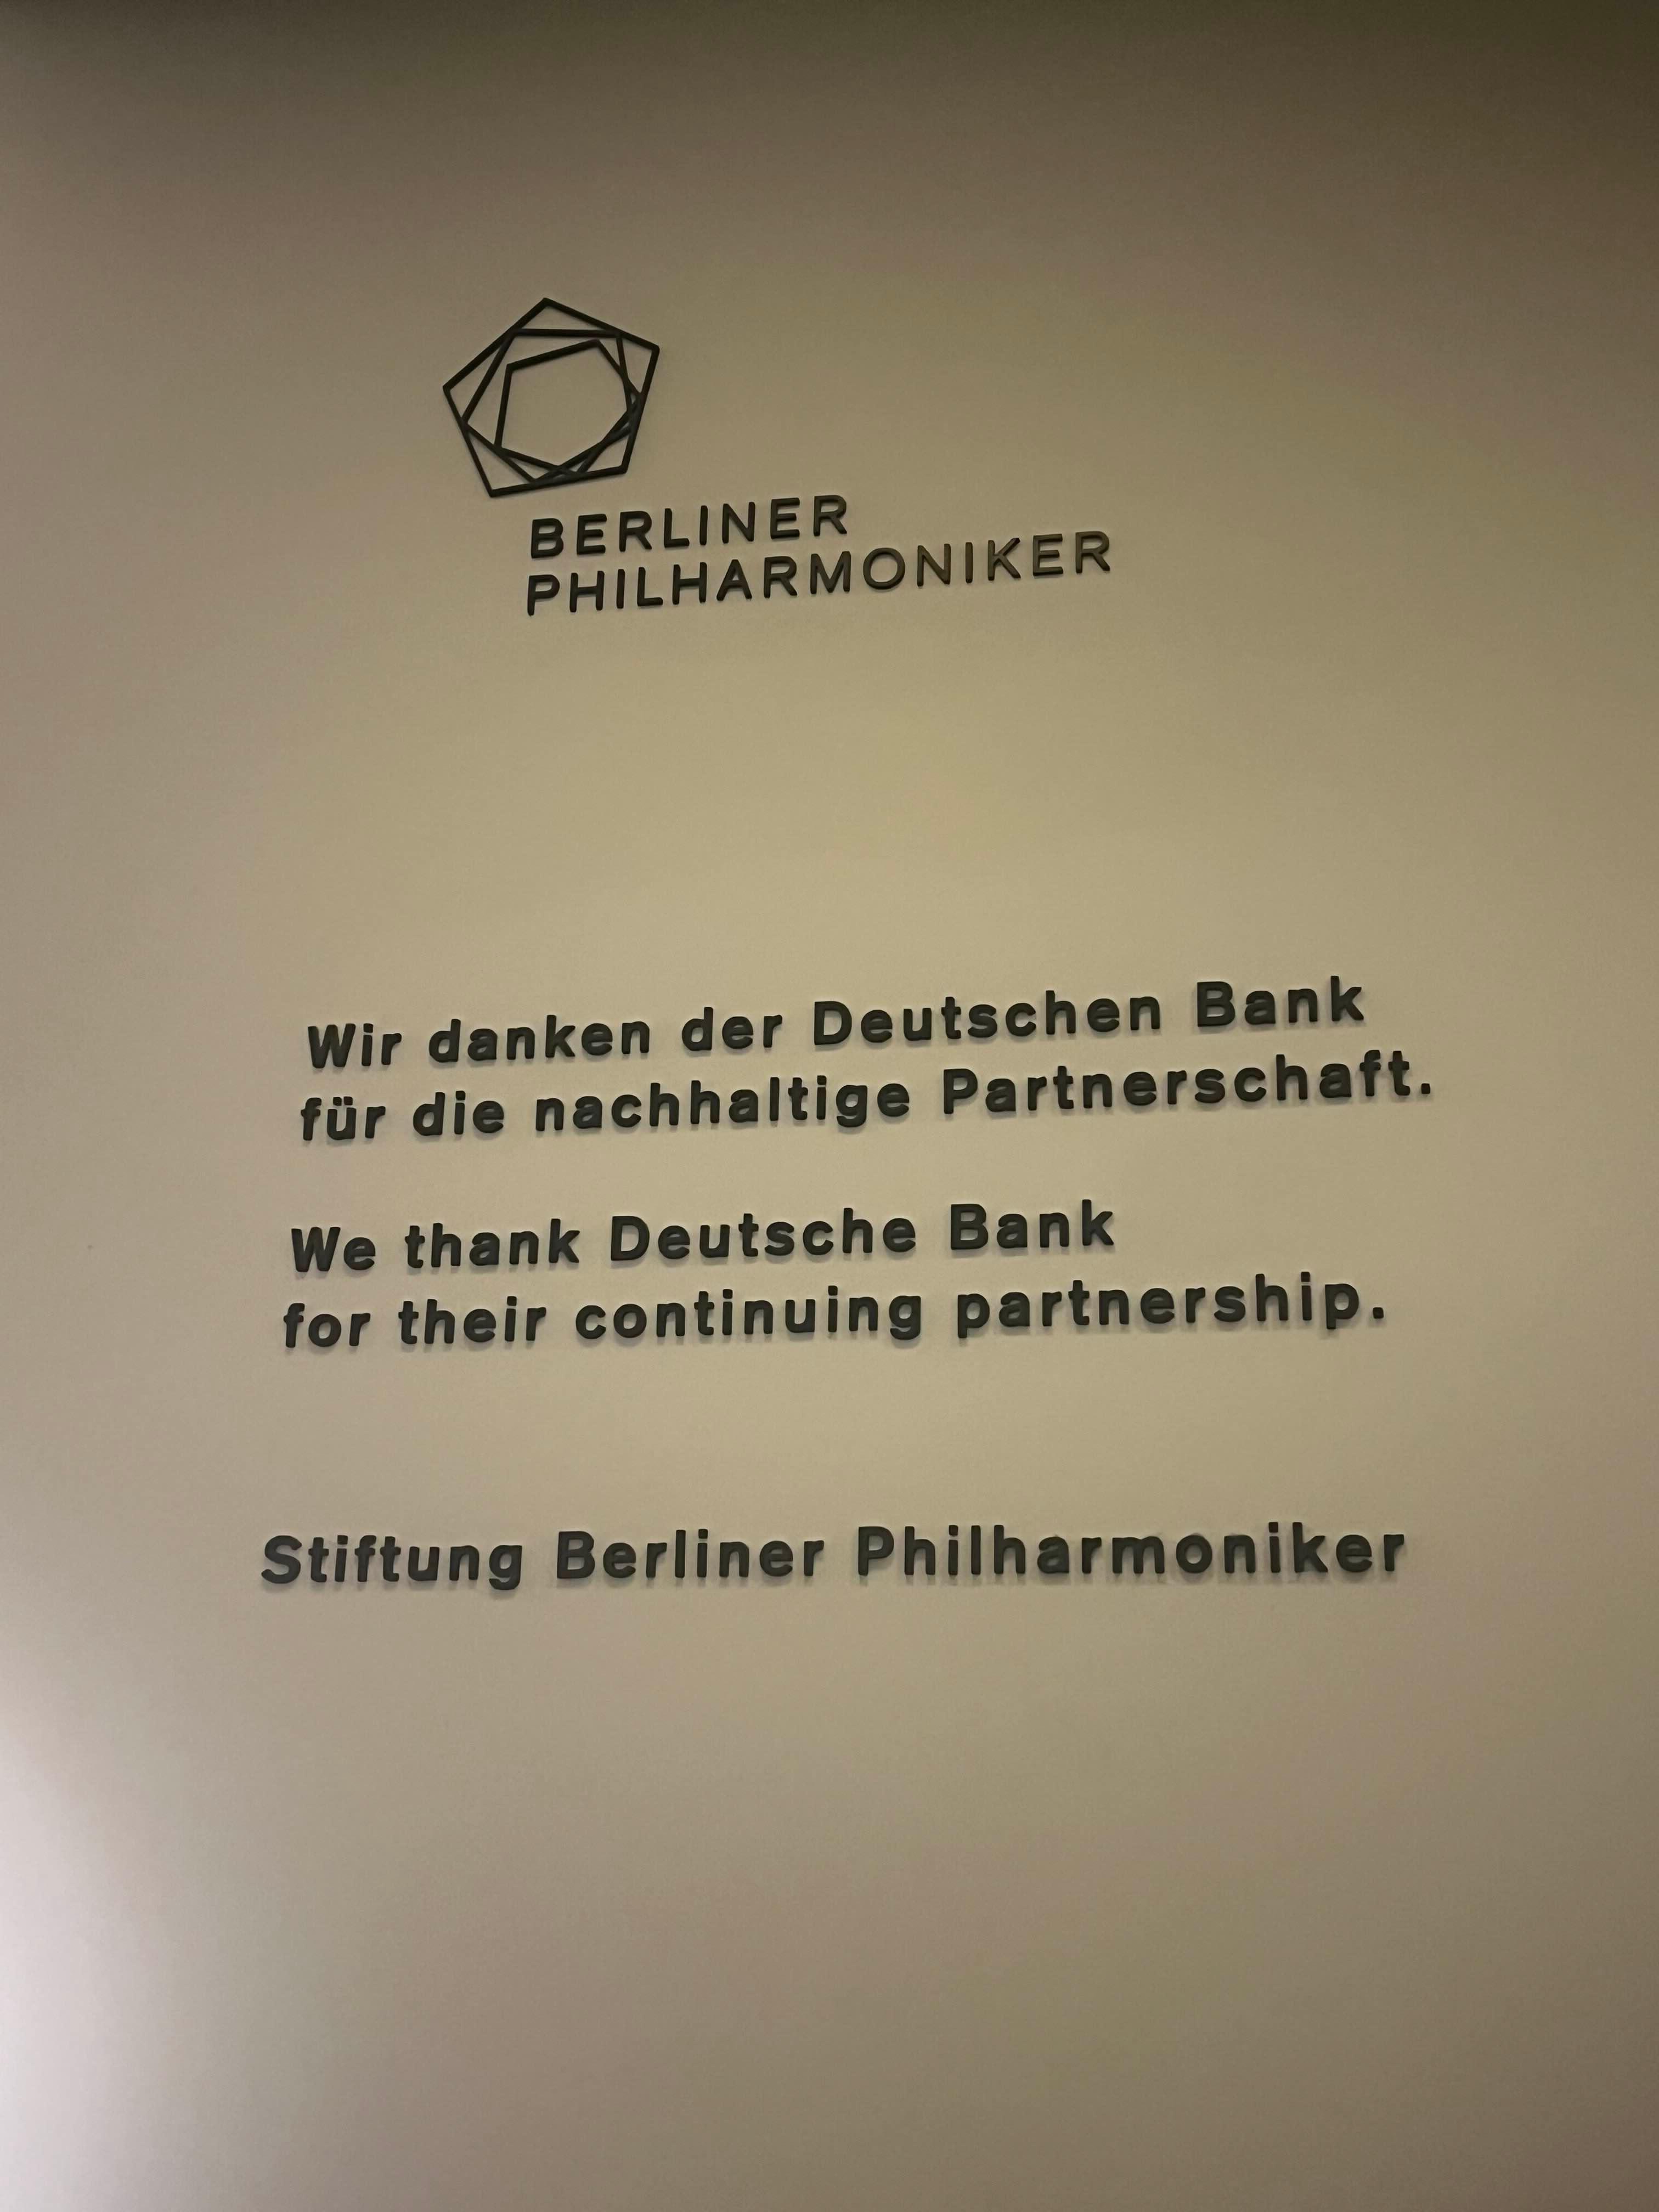 BERLINER
PHILHARMONIKER
Wir danken der Deutschen Bank
für die nachhaltige Partnerschaft.
We thank Deutsche Bank
for their continuing partnership.
Stiftung Berliner Philharmoniker